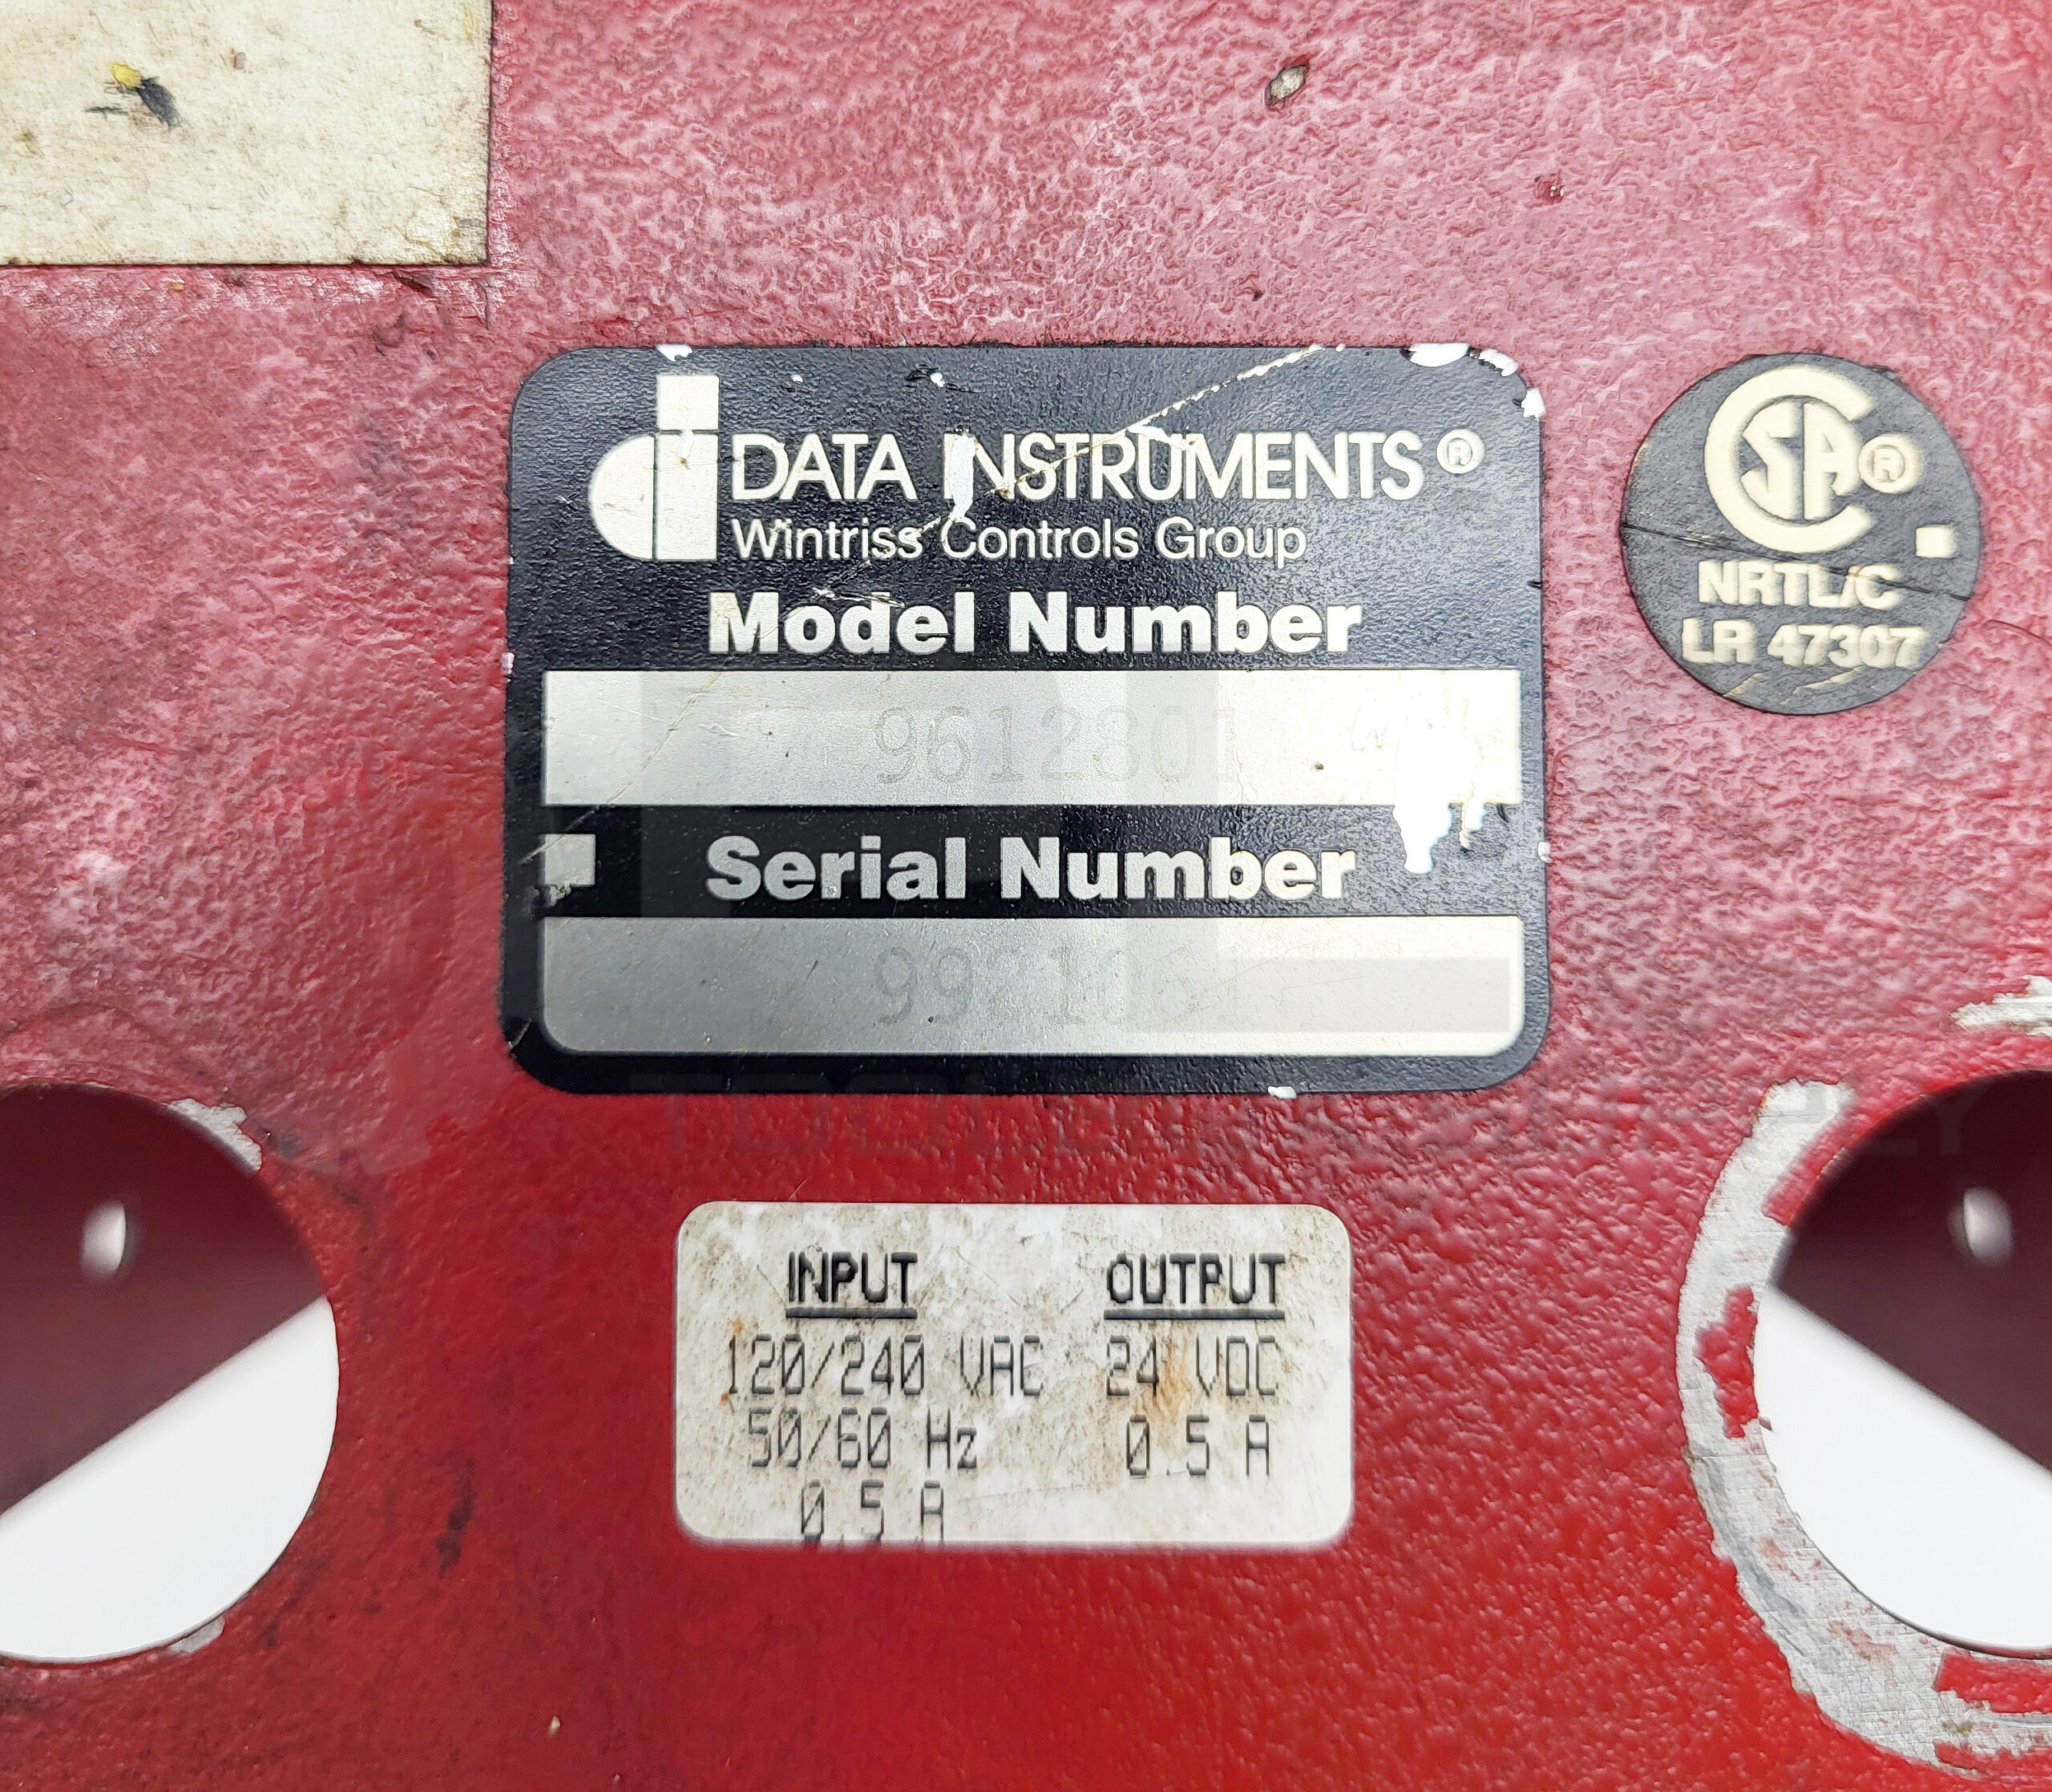 DATA INSTRUMENTS®
Wintriss Controls Group
Model Number
9612801
Serial Number
CSA®
NRTL/C
LR 47307
INPUT OUTPUT
120/240 VAC 24 VDC
50/60 Hz 0.5 A
0.5 A